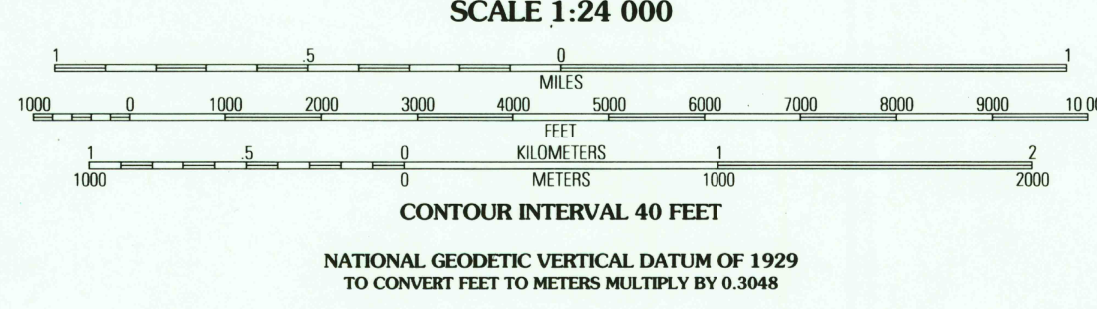 SCALE 1:24 000
1 .5 0 1
MILES
1000 0 1000 2000 3000 4000 5000 6000 7000 8000 9000 10 00
FEET
1 .5 0 KILOMETERS 1 2
1000 0 METERS 1000 2000
CONTOUR INTERVAL 40 FEET
NATIONAL GEODETIC VERTICAL DATUM OF 1929
TO CONVERT FEET TO METERS MULTIPLY BY 0.3048